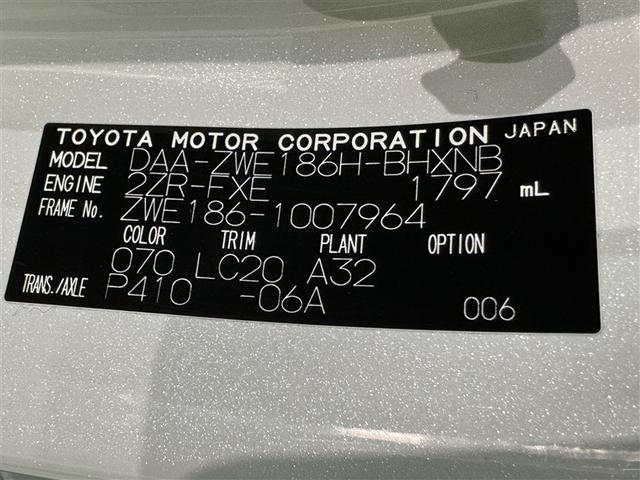 TOYOTA MOTOR CORPORATION JAPAN
MODEL DAA-ZWE186H-BHXNB
ENGINE 2ZR-FXE 1797 mL
FRAME No. ZWE186-1007964
COLOR TRIM PLANT OPTION
070 LC20 A32
TRANS./AXLE P410 -06A 006